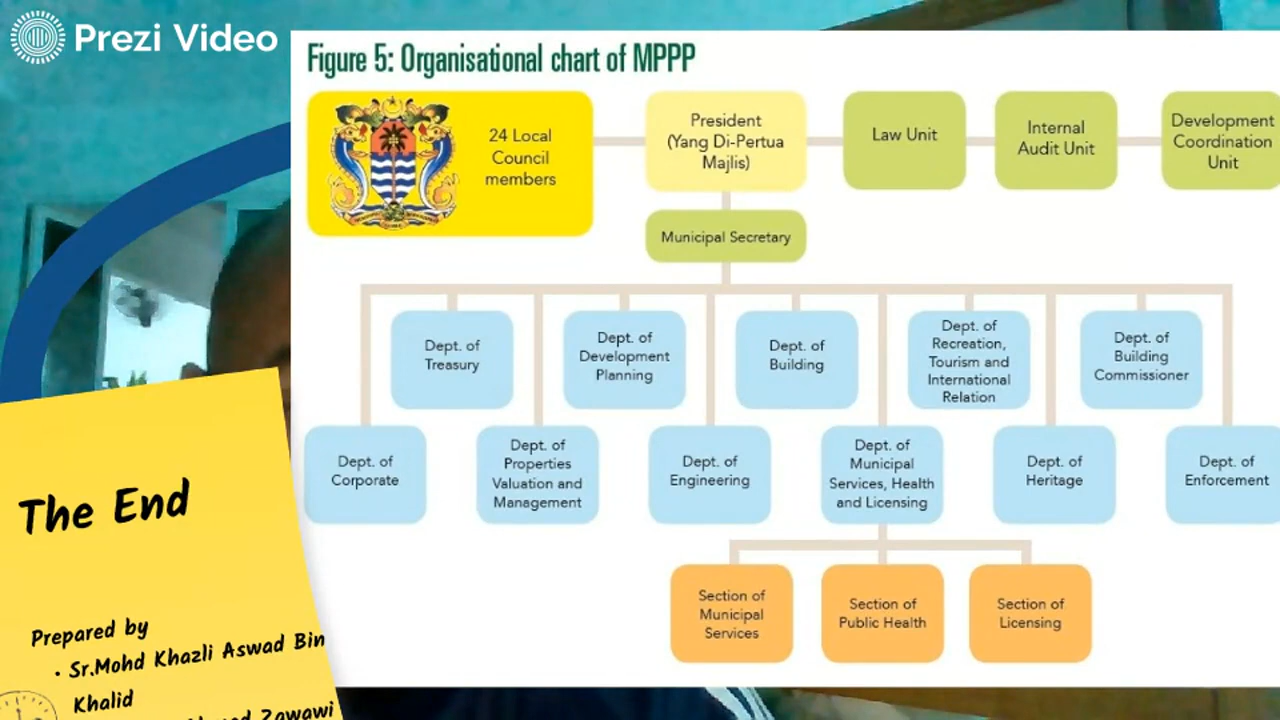 Prezi Video
Figure 5: Organisational chart of MPPP
24 Local
Council
members
President
(Yang Di-Pertua
Majlis)
Law Unit
Internal
Audit Unit
Development
Coordination
Unit
Municipal Secretary
Dept. of
Treasury
Dept. of
Development
Planning
Dept. of
Building
Dept. of
Recreation,
Tourism and
International
Relation
Dept. of
Building
Commissioner
Dept. of
Corporate
Dept. of
Properties
Valuation and
Management
Dept. of
Engineering
Dept. of
Municipal
Services, Health
and Licensing
Dept. of
Heritage
Dept. of
Enforcement
Section of
Municipal
Services
Section of
Public Health
Section of
Licensing
The End
Prepared by
• Sr.Mohd Khazli Aswad Bin
Khalid
Zawawi